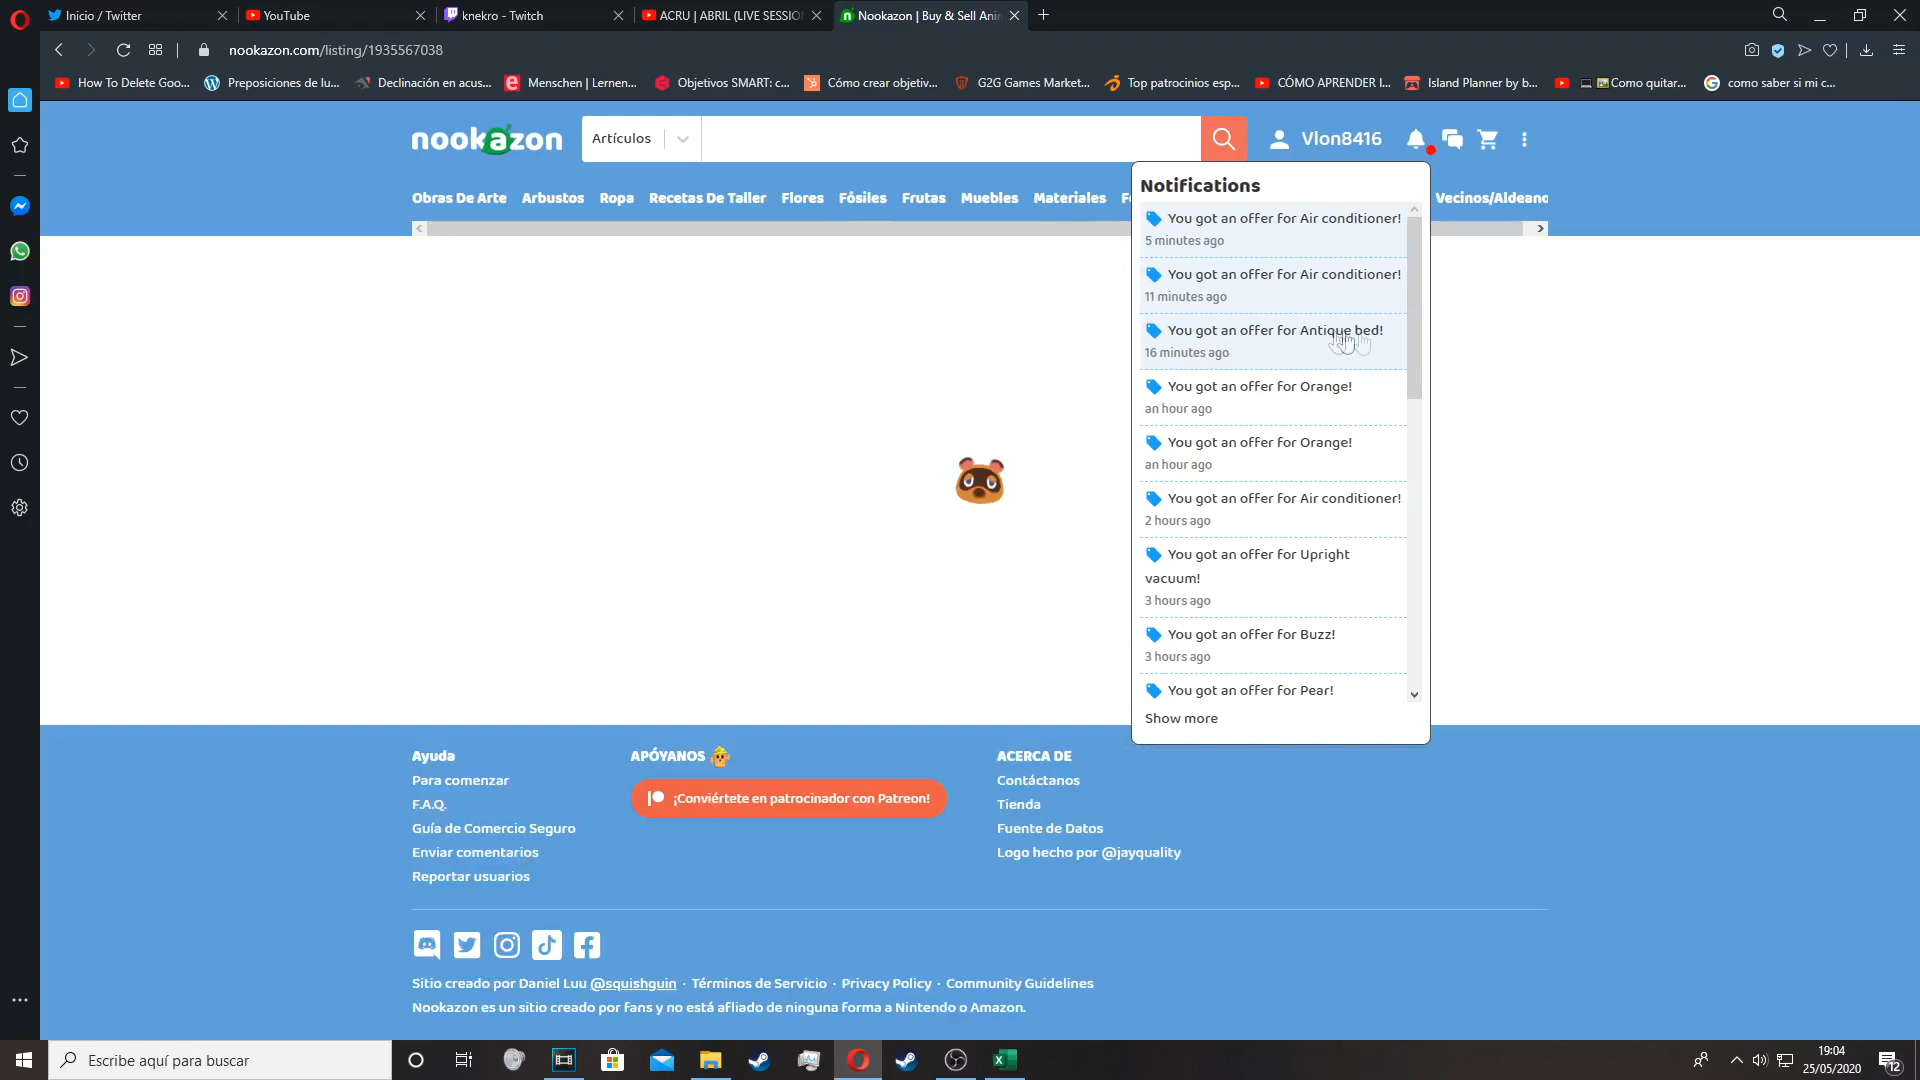 Inicio / Twitter
YouTube
knekro - Twitch
ACRU | ABRIL (LIVE SESSIO
Nookazon | Buy & Sell Ani
nookazon.com/listing/1935567038
How To Delete Goo...
Preposiciones de lu...
Declinación en acus...
Menschen | Lernen...
Objetivos SMART: c...
Cómo crear objetiv...
G2G Games Market...
Top patrocinios esp...
CÓMO APRENDER I...
Island Planner by b...
Como quitar...
como saber si mi c...
nookazon
Artículos
Vlon8416
Obras De Arte
Arbustos
Ropa
Recetas De Taller
Flores
Fósiles
Frutas
Muebles
Materiales
Vecinos/Aldeano
Notifications
You got an offer for Air conditioner!
5 minutes ago
You got an offer for Air conditioner!
11 minutes ago
You got an offer for Antique bed!
16 minutes ago
You got an offer for Orange!
an hour ago
You got an offer for Orange!
an hour ago
You got an offer for Air conditioner!
2 hours ago
You got an offer for Upright
vacuum!
3 hours ago
You got an offer for Buzz!
3 hours ago
You got an offer for Pear!
Show more
Ayuda
Para comenzar
F.A.Q.
Guía de Comercio Seguro
Enviar comentarios
Reportar usuarios
APÓYANOS
¡Conviértete en patrocinador con Patreon!
ACERCA DE
Contáctanos
Tienda
Fuente de Datos
Logo hecho por @jayquality
Sitio creado por Daniel Luu @squishguin · Términos de Servicio · Privacy Policy · Community Guidelines
Nookazon es un sitio creado por fans y no está afliado de ninguna forma a Nintendo o Amazon.
Escribe aquí para buscar
19:04
25/05/2020
12